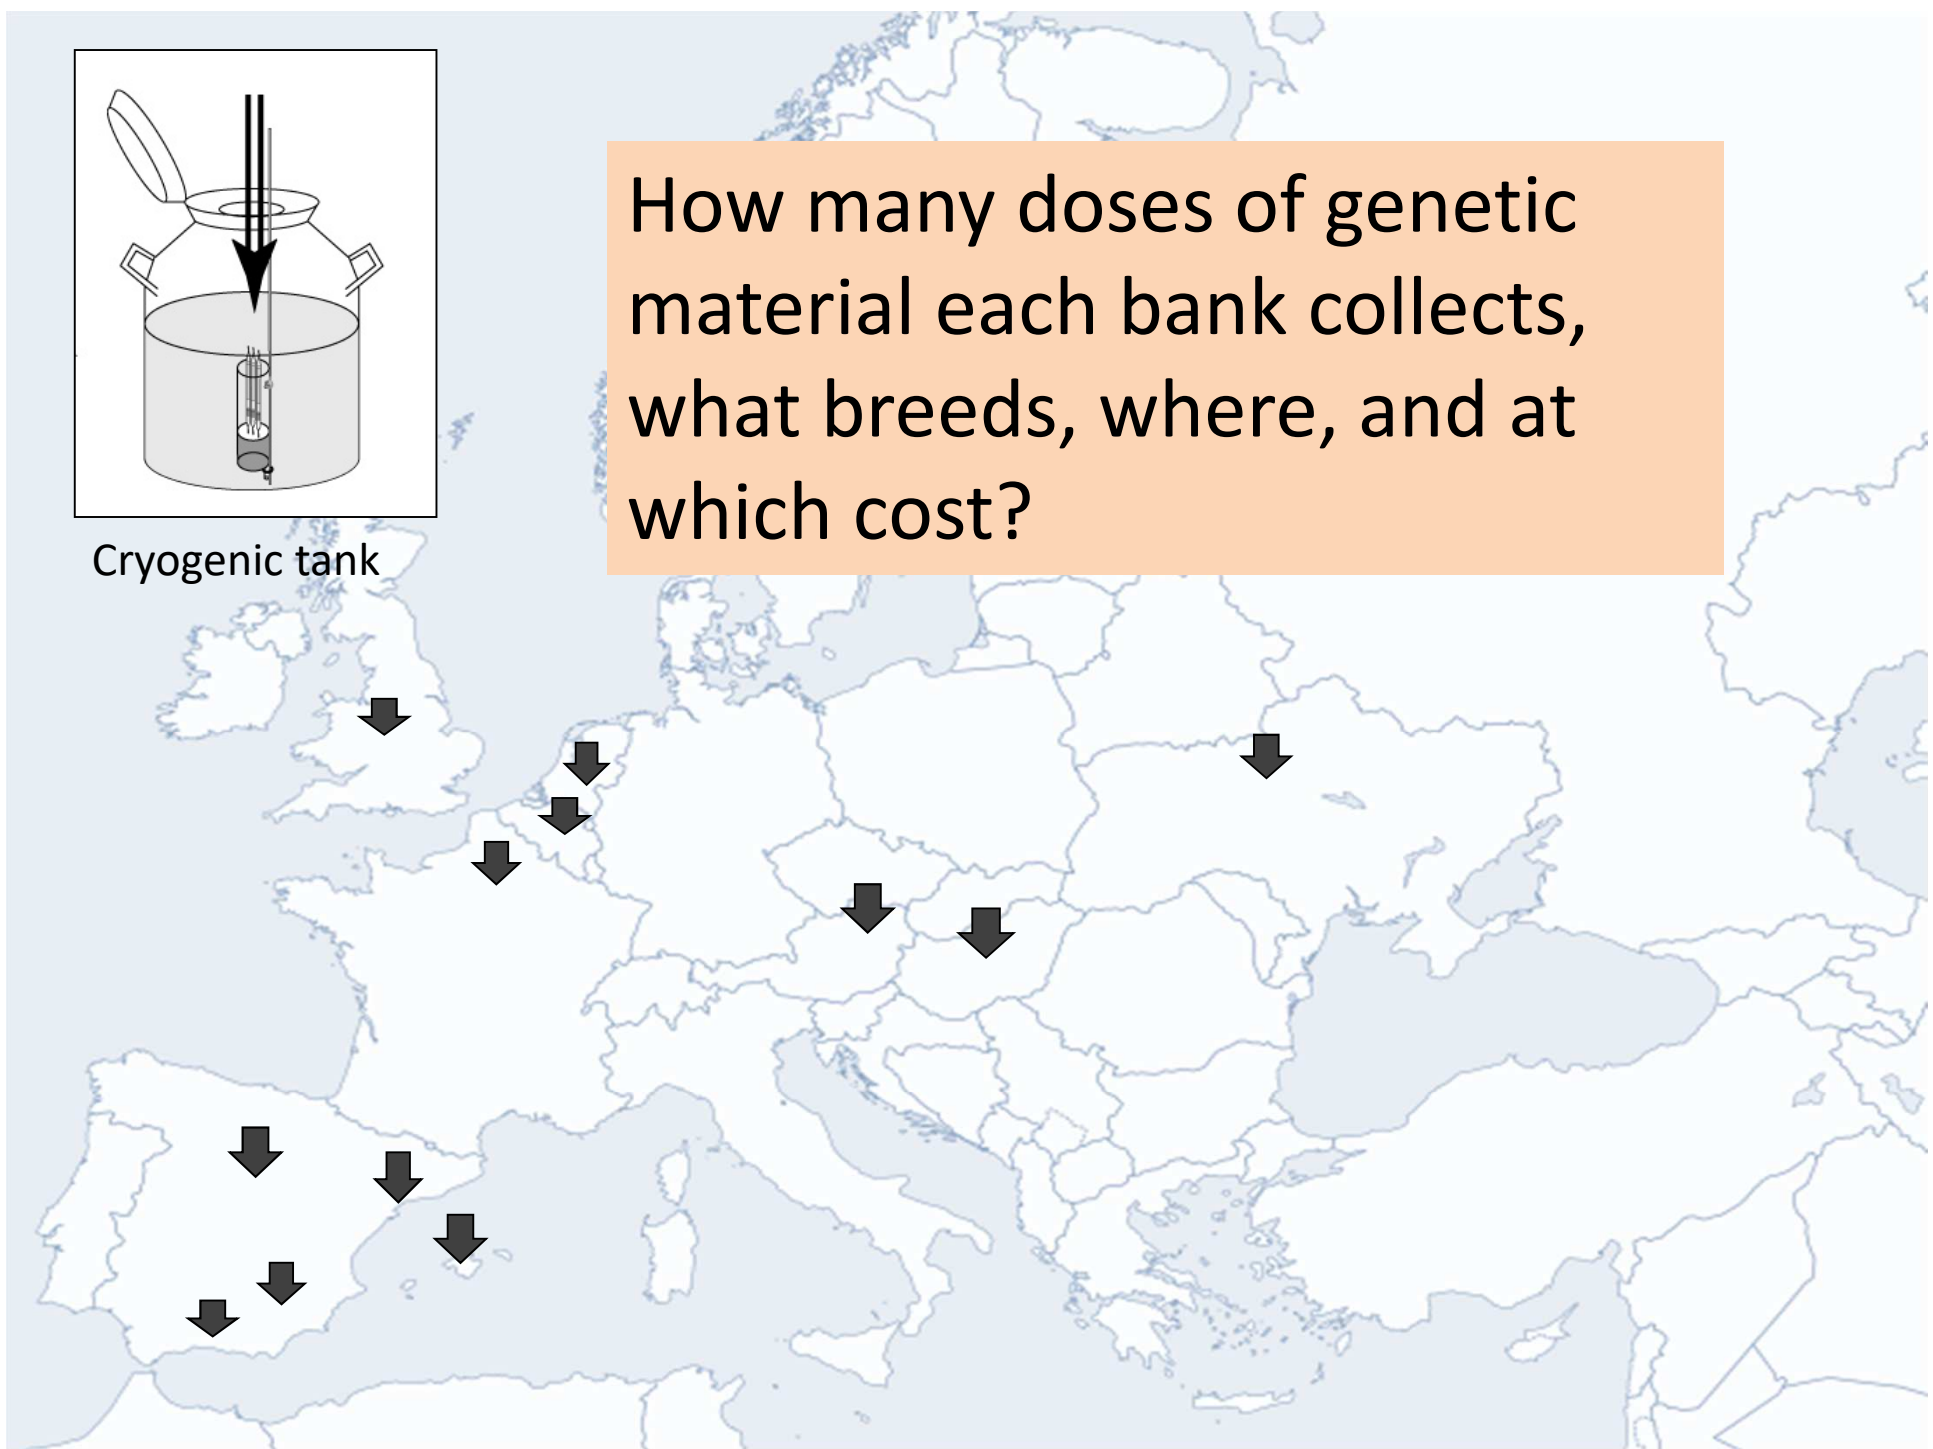 How many doses of genetic
material each bank collects,
what breeds, where, and at
which cost?
Cryogenic tank